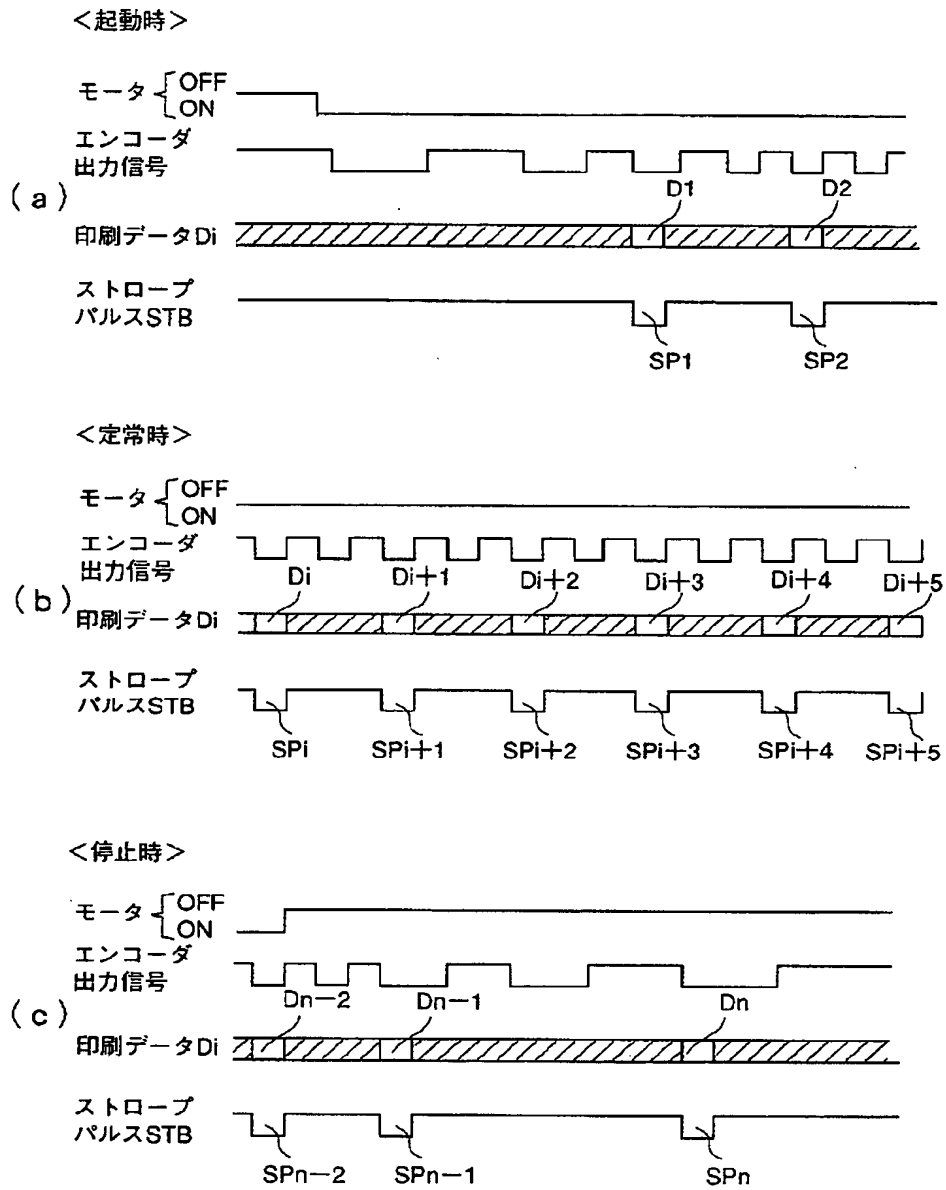 ＜起動時＞
モータ OFF
ON
エンコーダ
出力信号
D1 D2
(a)
印刷データDi
ストローブ
パルスSTB
SP1 SP2
＜定常時＞
モータ OFF
ON
エンコーダ
出力信号
Di Di+1 Di+2 Di+3 Di+4 Di+5
(b)
印刷データDi
ストローブ
パルスSTB
SPi SPi+1 SPi+2 SPi+3 SPi+4 SPi+5
＜停止時＞
モータ OFF
ON
エンコーダ
出力信号
Dn−2 Dn−1 Dn
(c)
印刷データDi
ストローブ
パルスSTB
SPn−2 SPn−1 SPn